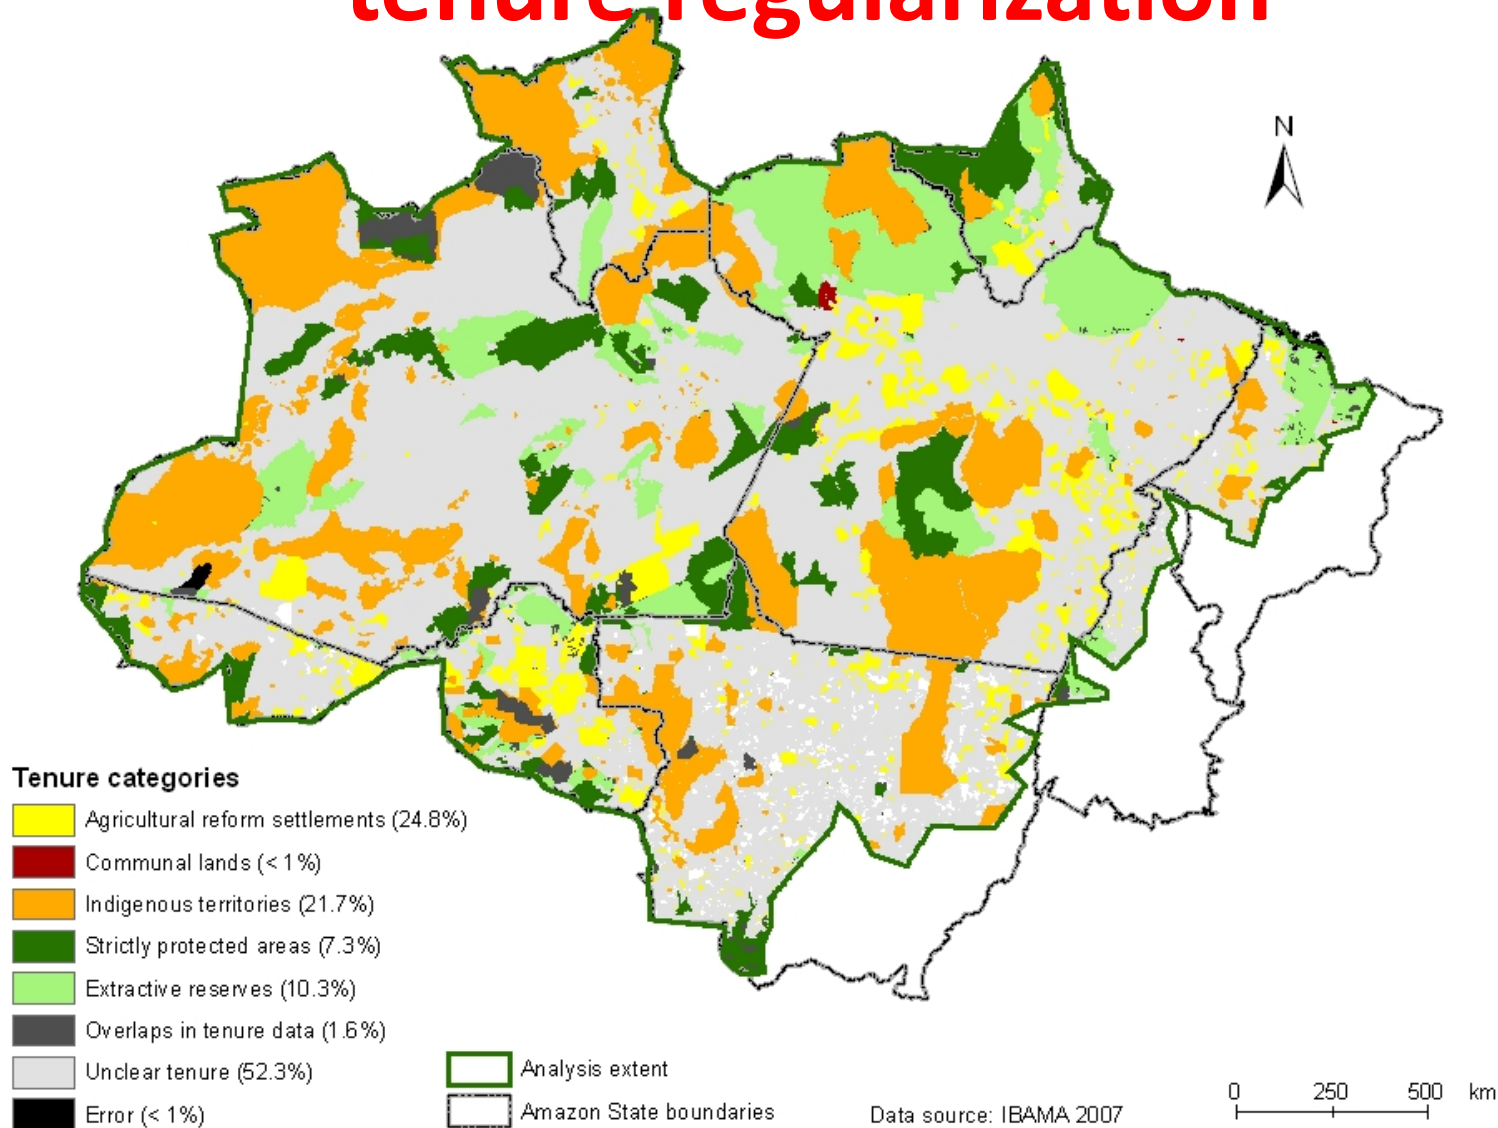 tenure regularization
N
Tenure categories
Agricultural reform settlements (24.8%)
Communal lands (< 1%)
Indigenous territories (21.7%)
Strictly protected areas (7.3%)
Extractive reserves (10.3%)
Overlaps in tenure data (1.6%)
Unclear tenure (52.3%)
Error (< 1%)
Analysis extent
Amazon State boundaries
Data source: IBAMA 2007
0 250 500 km